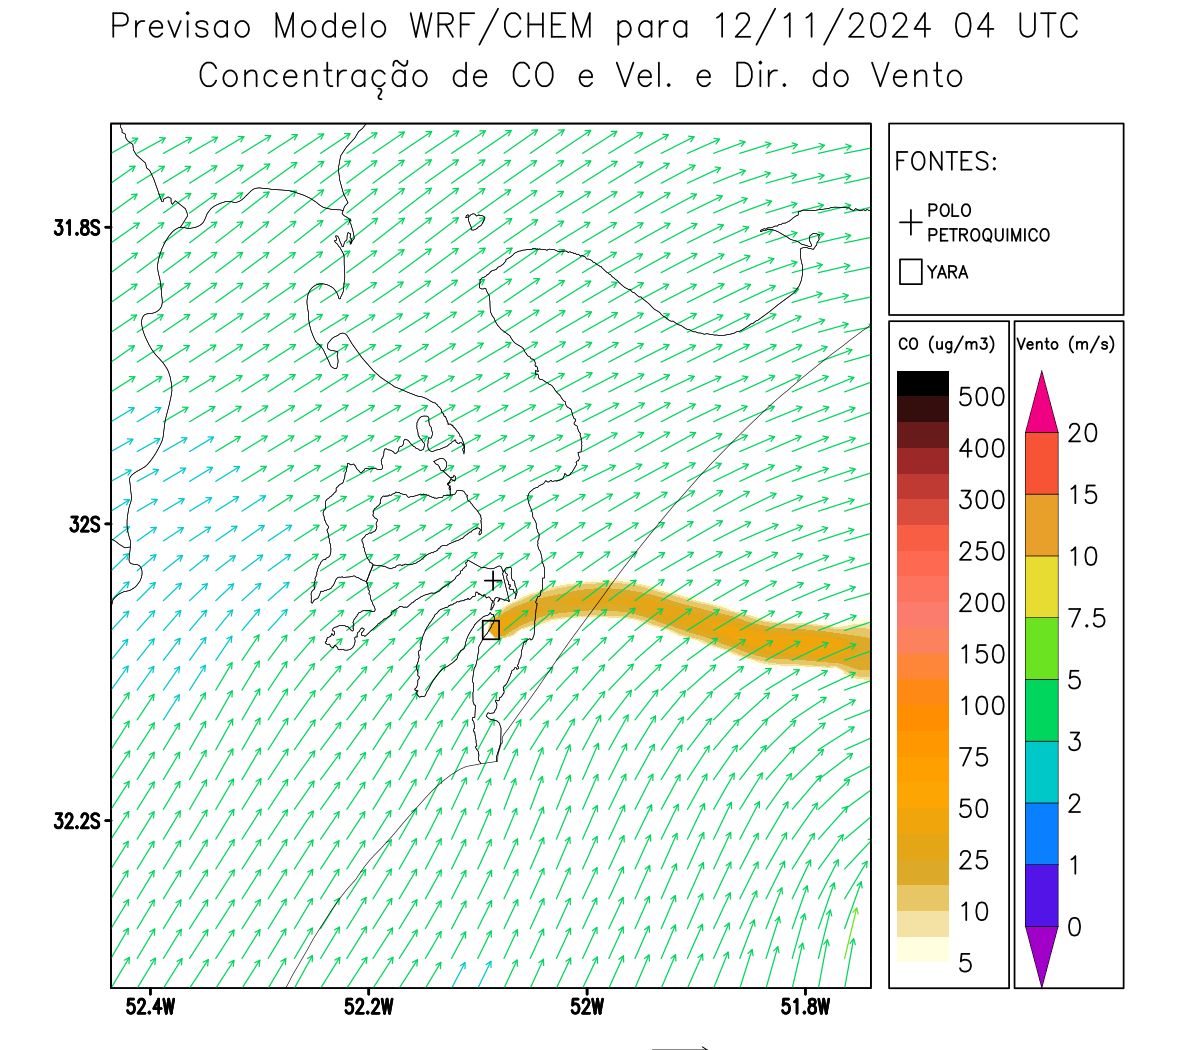 Previsao Modelo WRF/CHEM para 12/11/2024 04 UTC
Concentração de CO e Vel. e Dir. do Vento
FONTES:
POLO
PETROQUIMICO
YARA
CO (ug/m3)
500
400
300
250
200
150
100
75
50
25
10
5
Vento (m/s)
20
15
10
7.5
5
3
2
1
0
31.8S
32S
32.2S
52.4W
52.2W
52W
51.8W